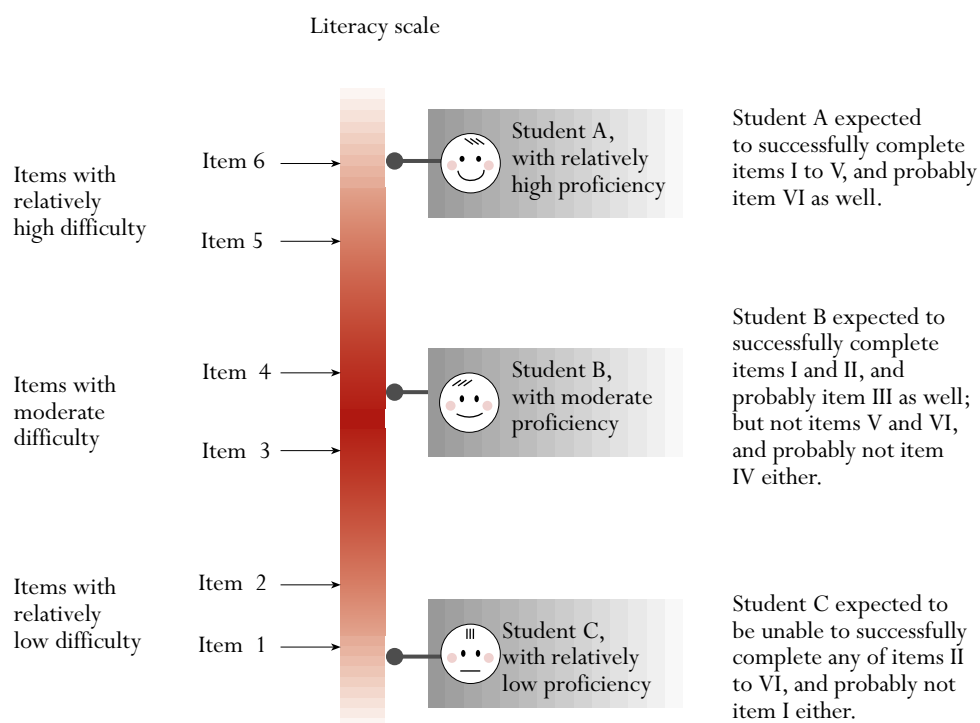 Literacy scale
Items with
relatively
high difficulty
Item 6
Item 5
Student A,
with relatively
high proficiency
Student A expected
to successfully complete
items I to V, and probably
item VI as well.
Items with
moderate
difficulty
Item 4
Item 3
Student B,
with moderate
proficiency
Student B expected to
successfully complete
items I and II, and
probably item III as well;
but not items V and VI,
and probably not item
IV either.
Items with
relatively
low difficulty
Item 2
Item 1
Student C,
with relatively
low proficiency
Student C expected to
be unable to successfully
complete any of items II
to VI, and probably not
item I either.